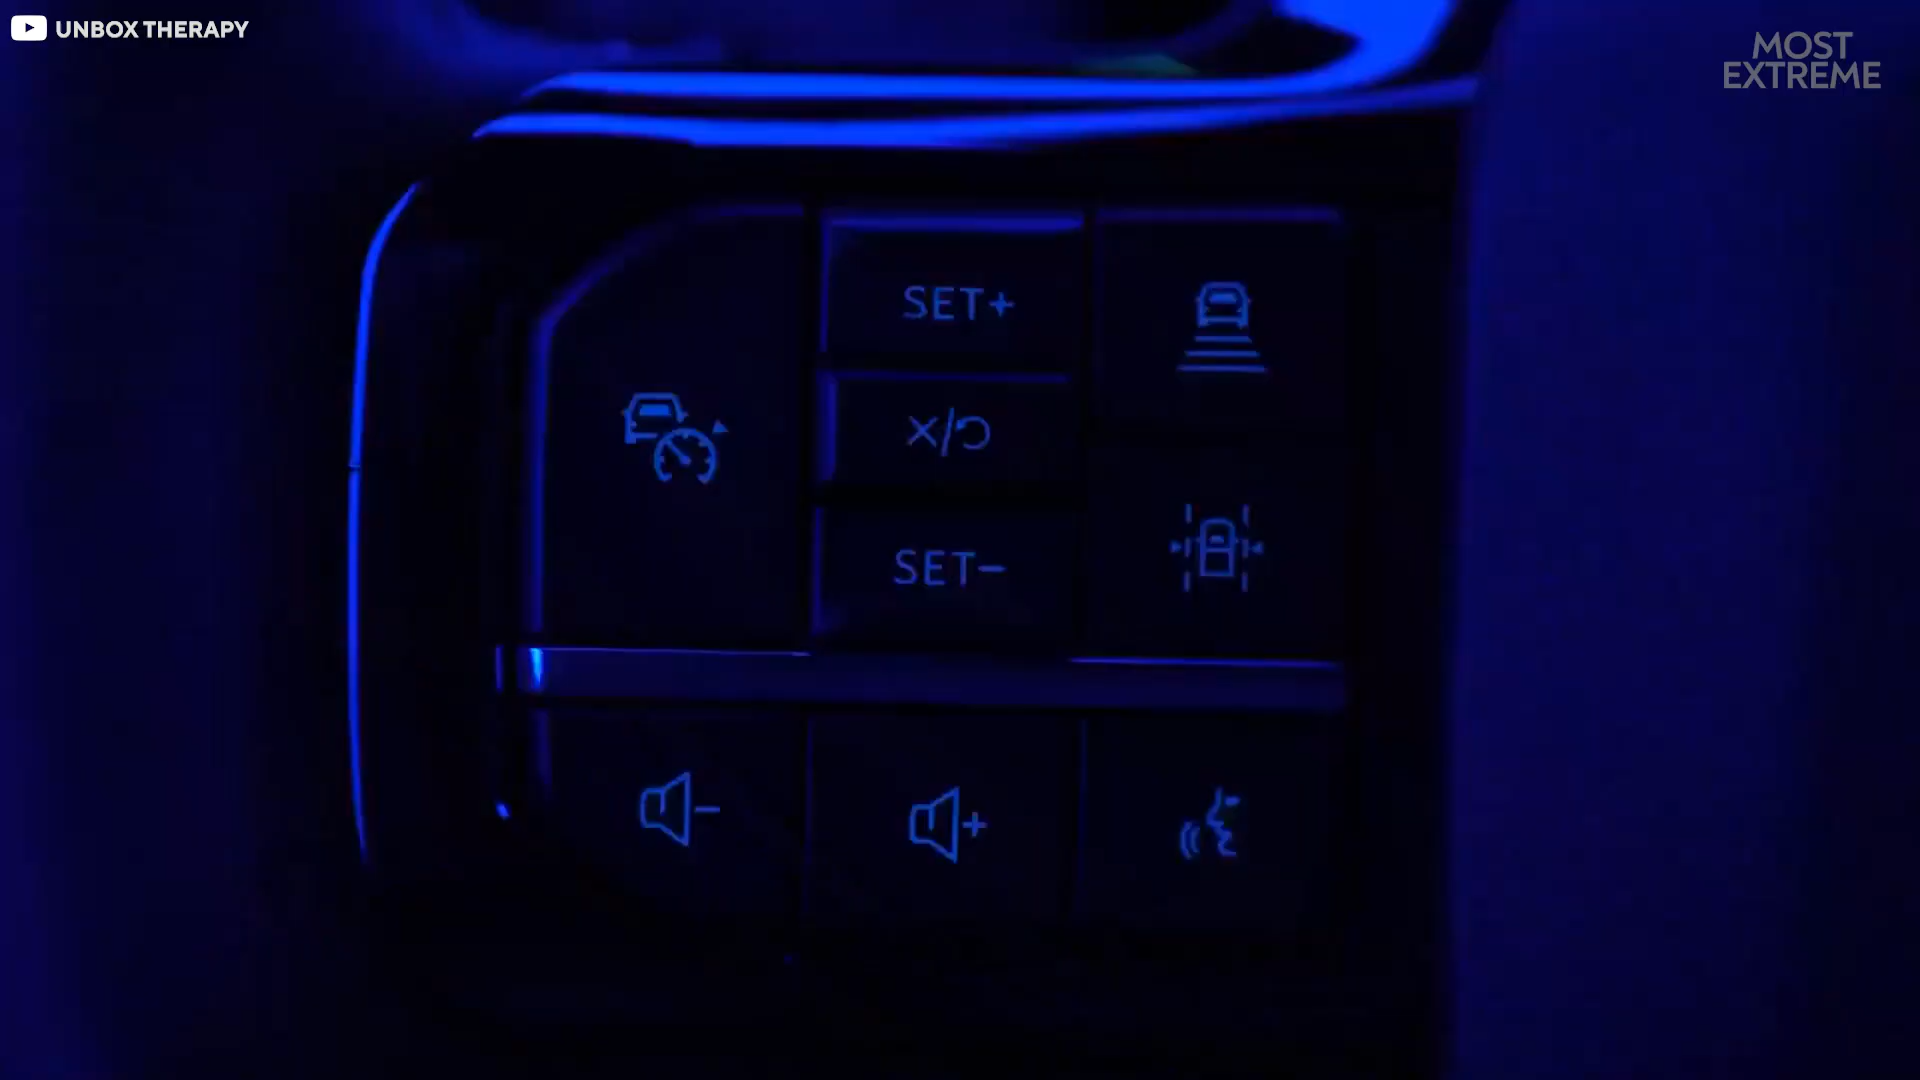 UNBOX THERAPY
MOST
EXTREME
SET+
X/
SET-